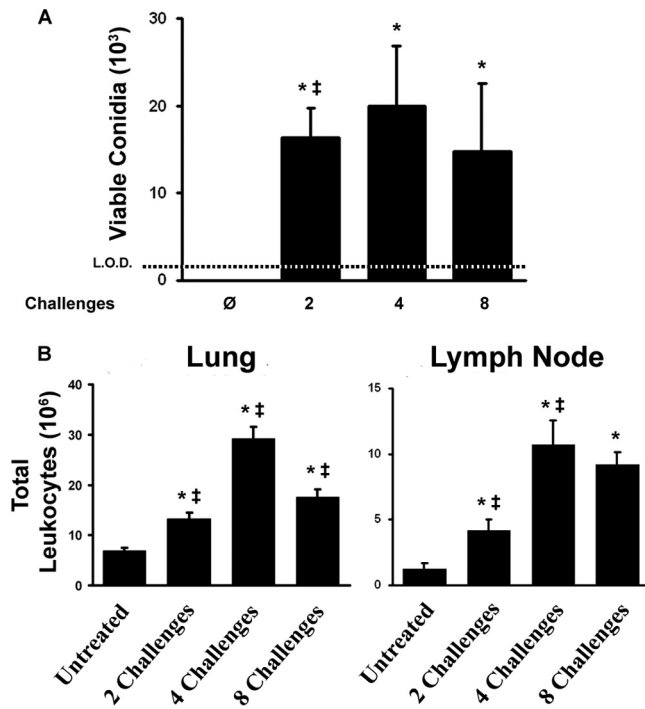 A
Viable Conidia (10³)
30
20
10
0
L.O.D.
* ‡
*
*
Challenges Ø 2 4 8
B
Lung
Lymph Node
Total
Leukocytes (10⁶)
40
30
20
10
0
* ‡
* ‡
* ‡
15
10
5
0
* ‡
* ‡
*
Untreated
2 Challenges
4 Challenges
8 Challenges
Untreated
2 Challenges
4 Challenges
8 Challenges